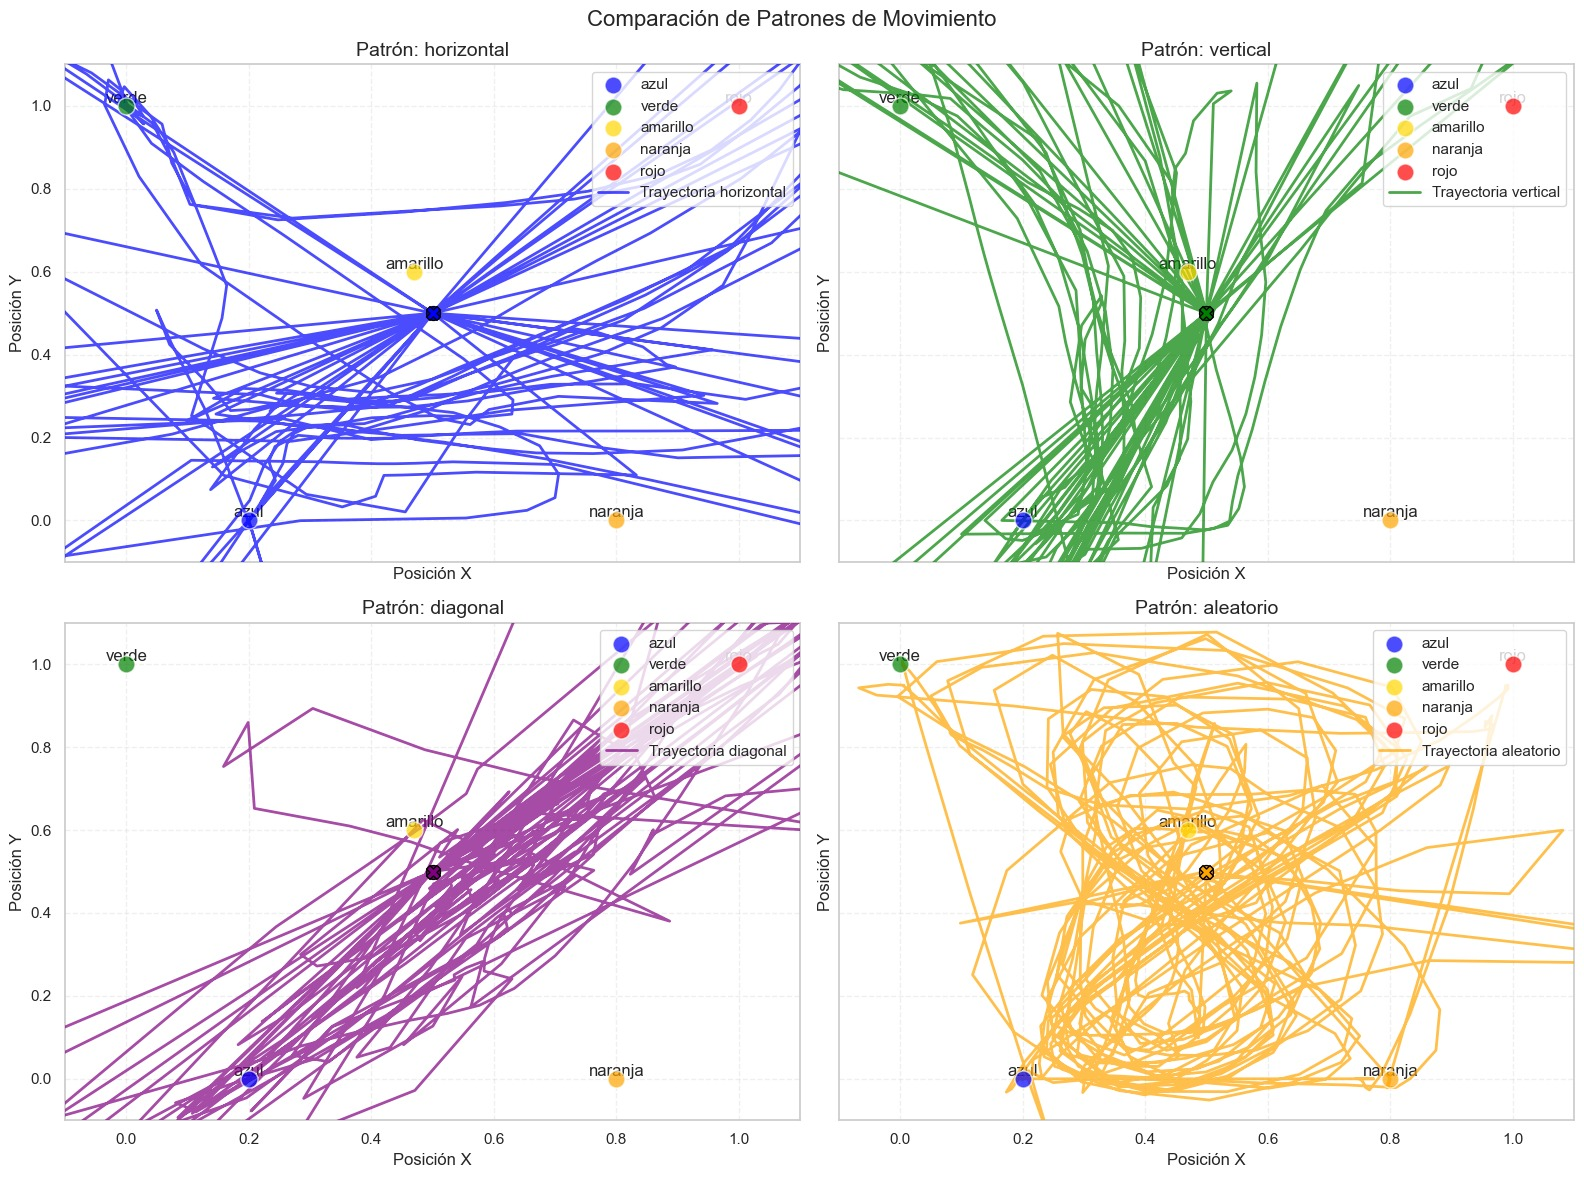 Comparación de Patrones de Movimiento
Patrón: horizontal
Posición Y
1.0
0.8
0.6
0.4
0.2
0.0
verde
rojo
amarillo
azul
naranja
azul
verde
amarillo
naranja
rojo
Trayectoria horizontal
Posición X
Patrón: vertical
Posición Y
verde
rojo
amarillo
azul
naranja
azul
verde
amarillo
naranja
rojo
Trayectoria vertical
Posición X
Patrón: diagonal
Posición Y
1.0
0.8
0.6
0.4
0.2
0.0
verde
rojo
amarillo
azul
naranja
azul
verde
amarillo
naranja
rojo
Trayectoria diagonal
0.0 0.2 0.4 0.6 0.8 1.0
Posición X
Patrón: aleatorio
Posición Y
verde
rojo
amarillo
azul
naranja
azul
verde
amarillo
naranja
rojo
Trayectoria aleatorio
0.0 0.2 0.4 0.6 0.8 1.0
Posición X